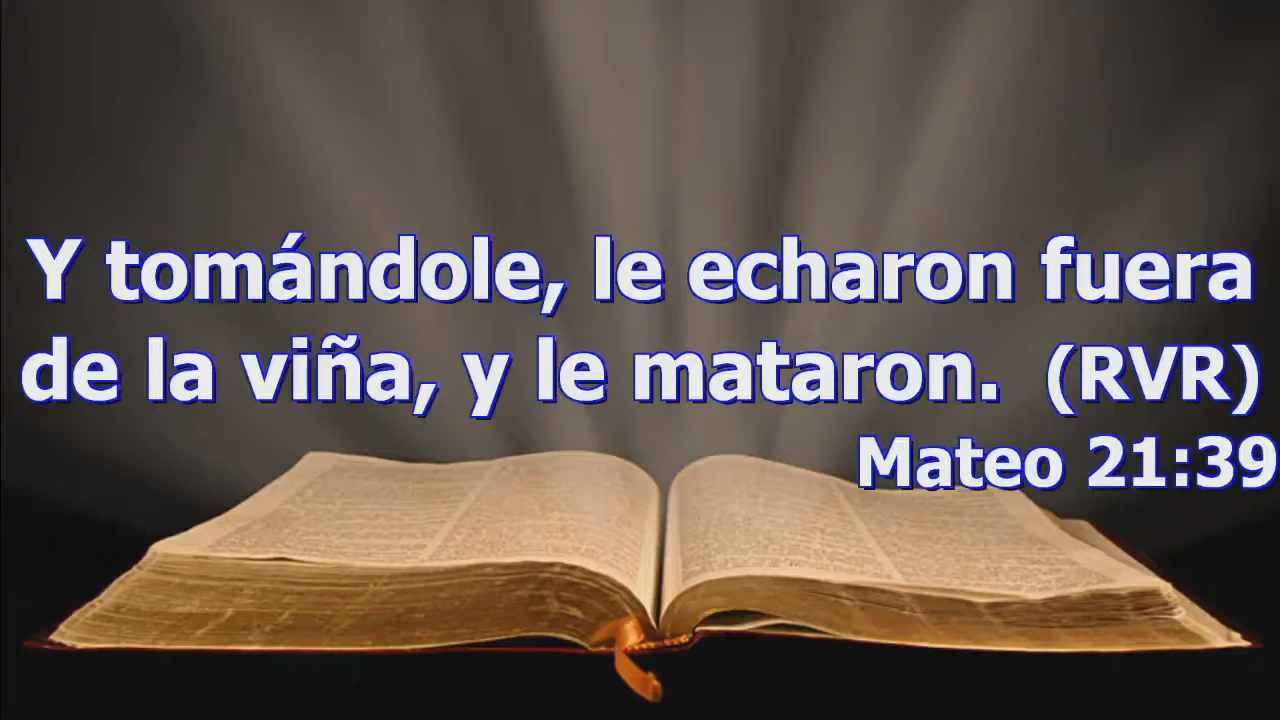 Y tomándole, le echaron fuera
de la viña, y le mataron. (RVR)
Mateo 21:39